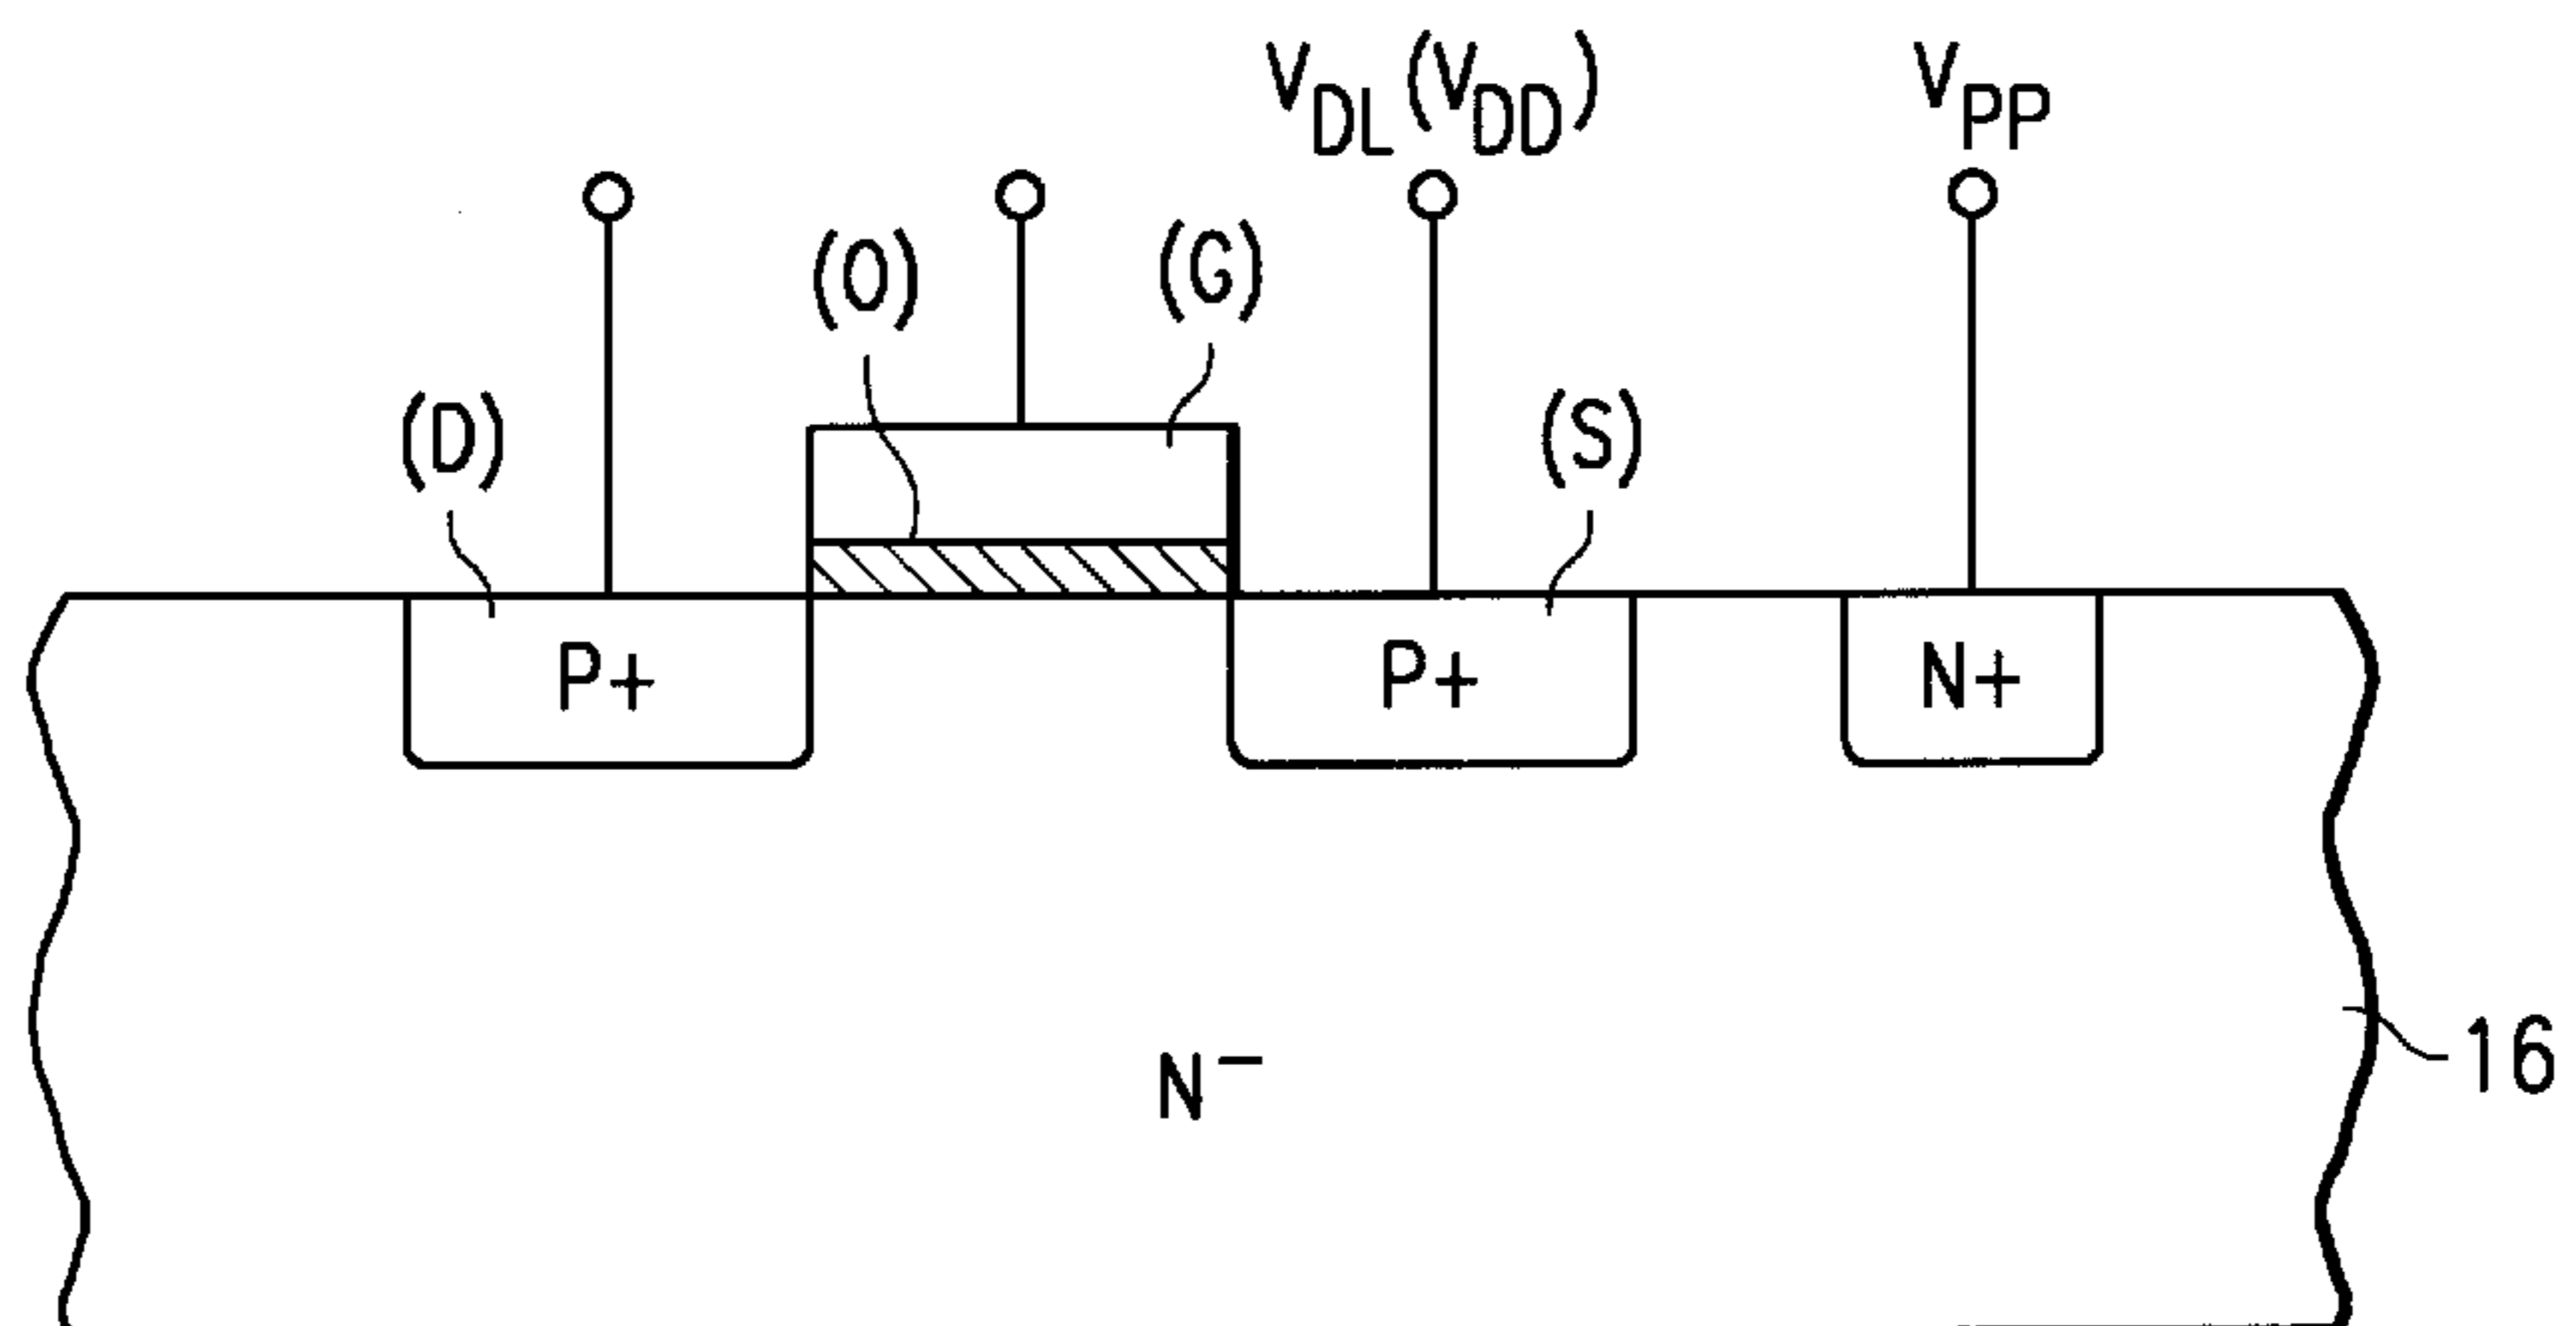 V_DL (V_DD)
V_PP
(O)
(G)
(D)
(S)
P+
P+
N+
N⁻
16